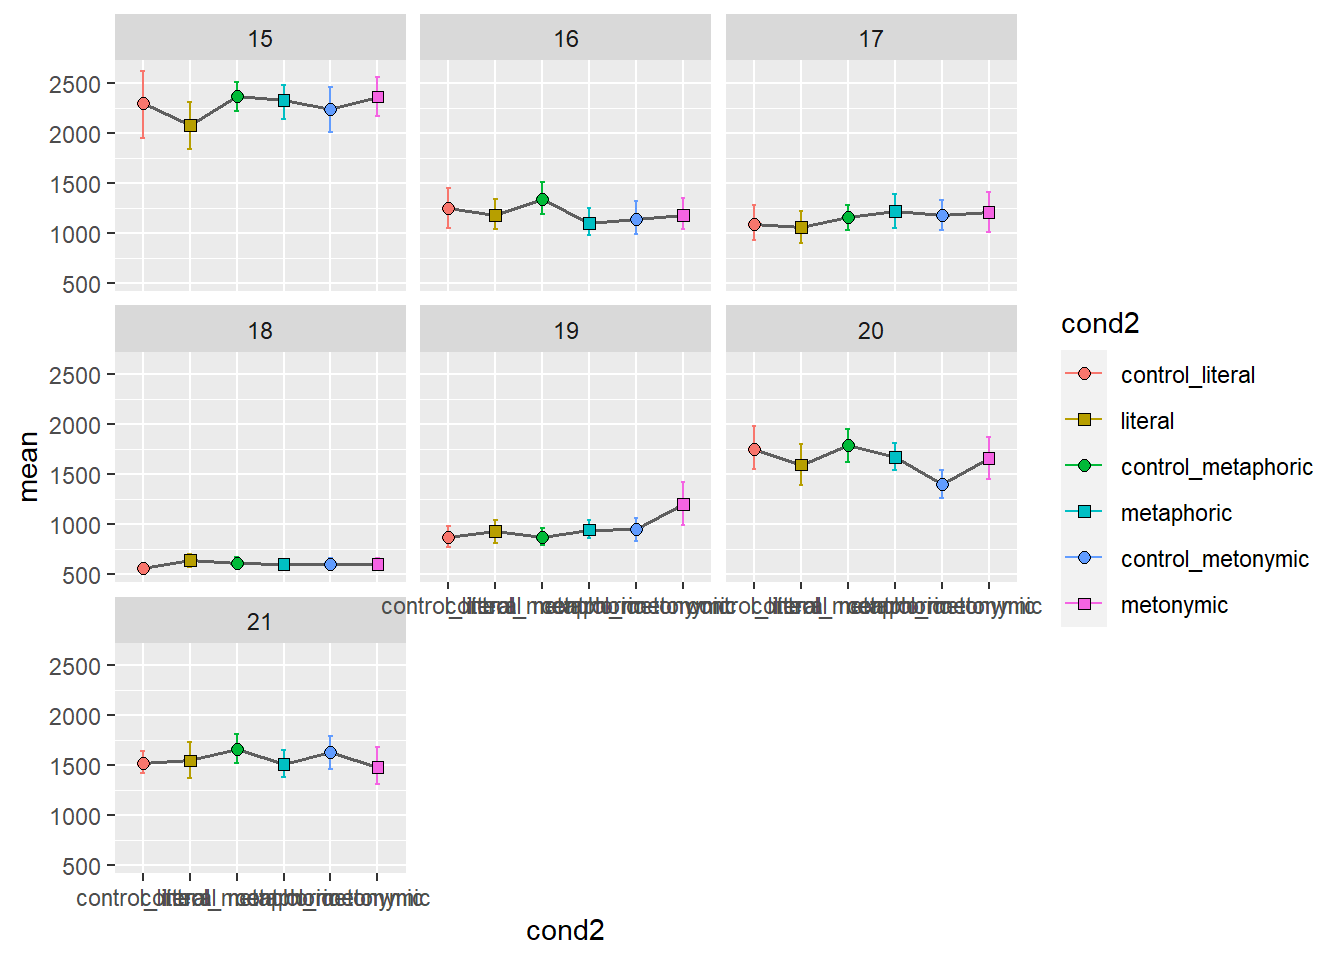 15
16
17
2500
2000
1500
1000
500
18
19
20
2500
2000
1500
1000
500
21
2500
2000
1500
1000
500
mean
cond2
cond2
control_literal
literal
control_metaphoric
metaphoric
control_metonymic
metonymic